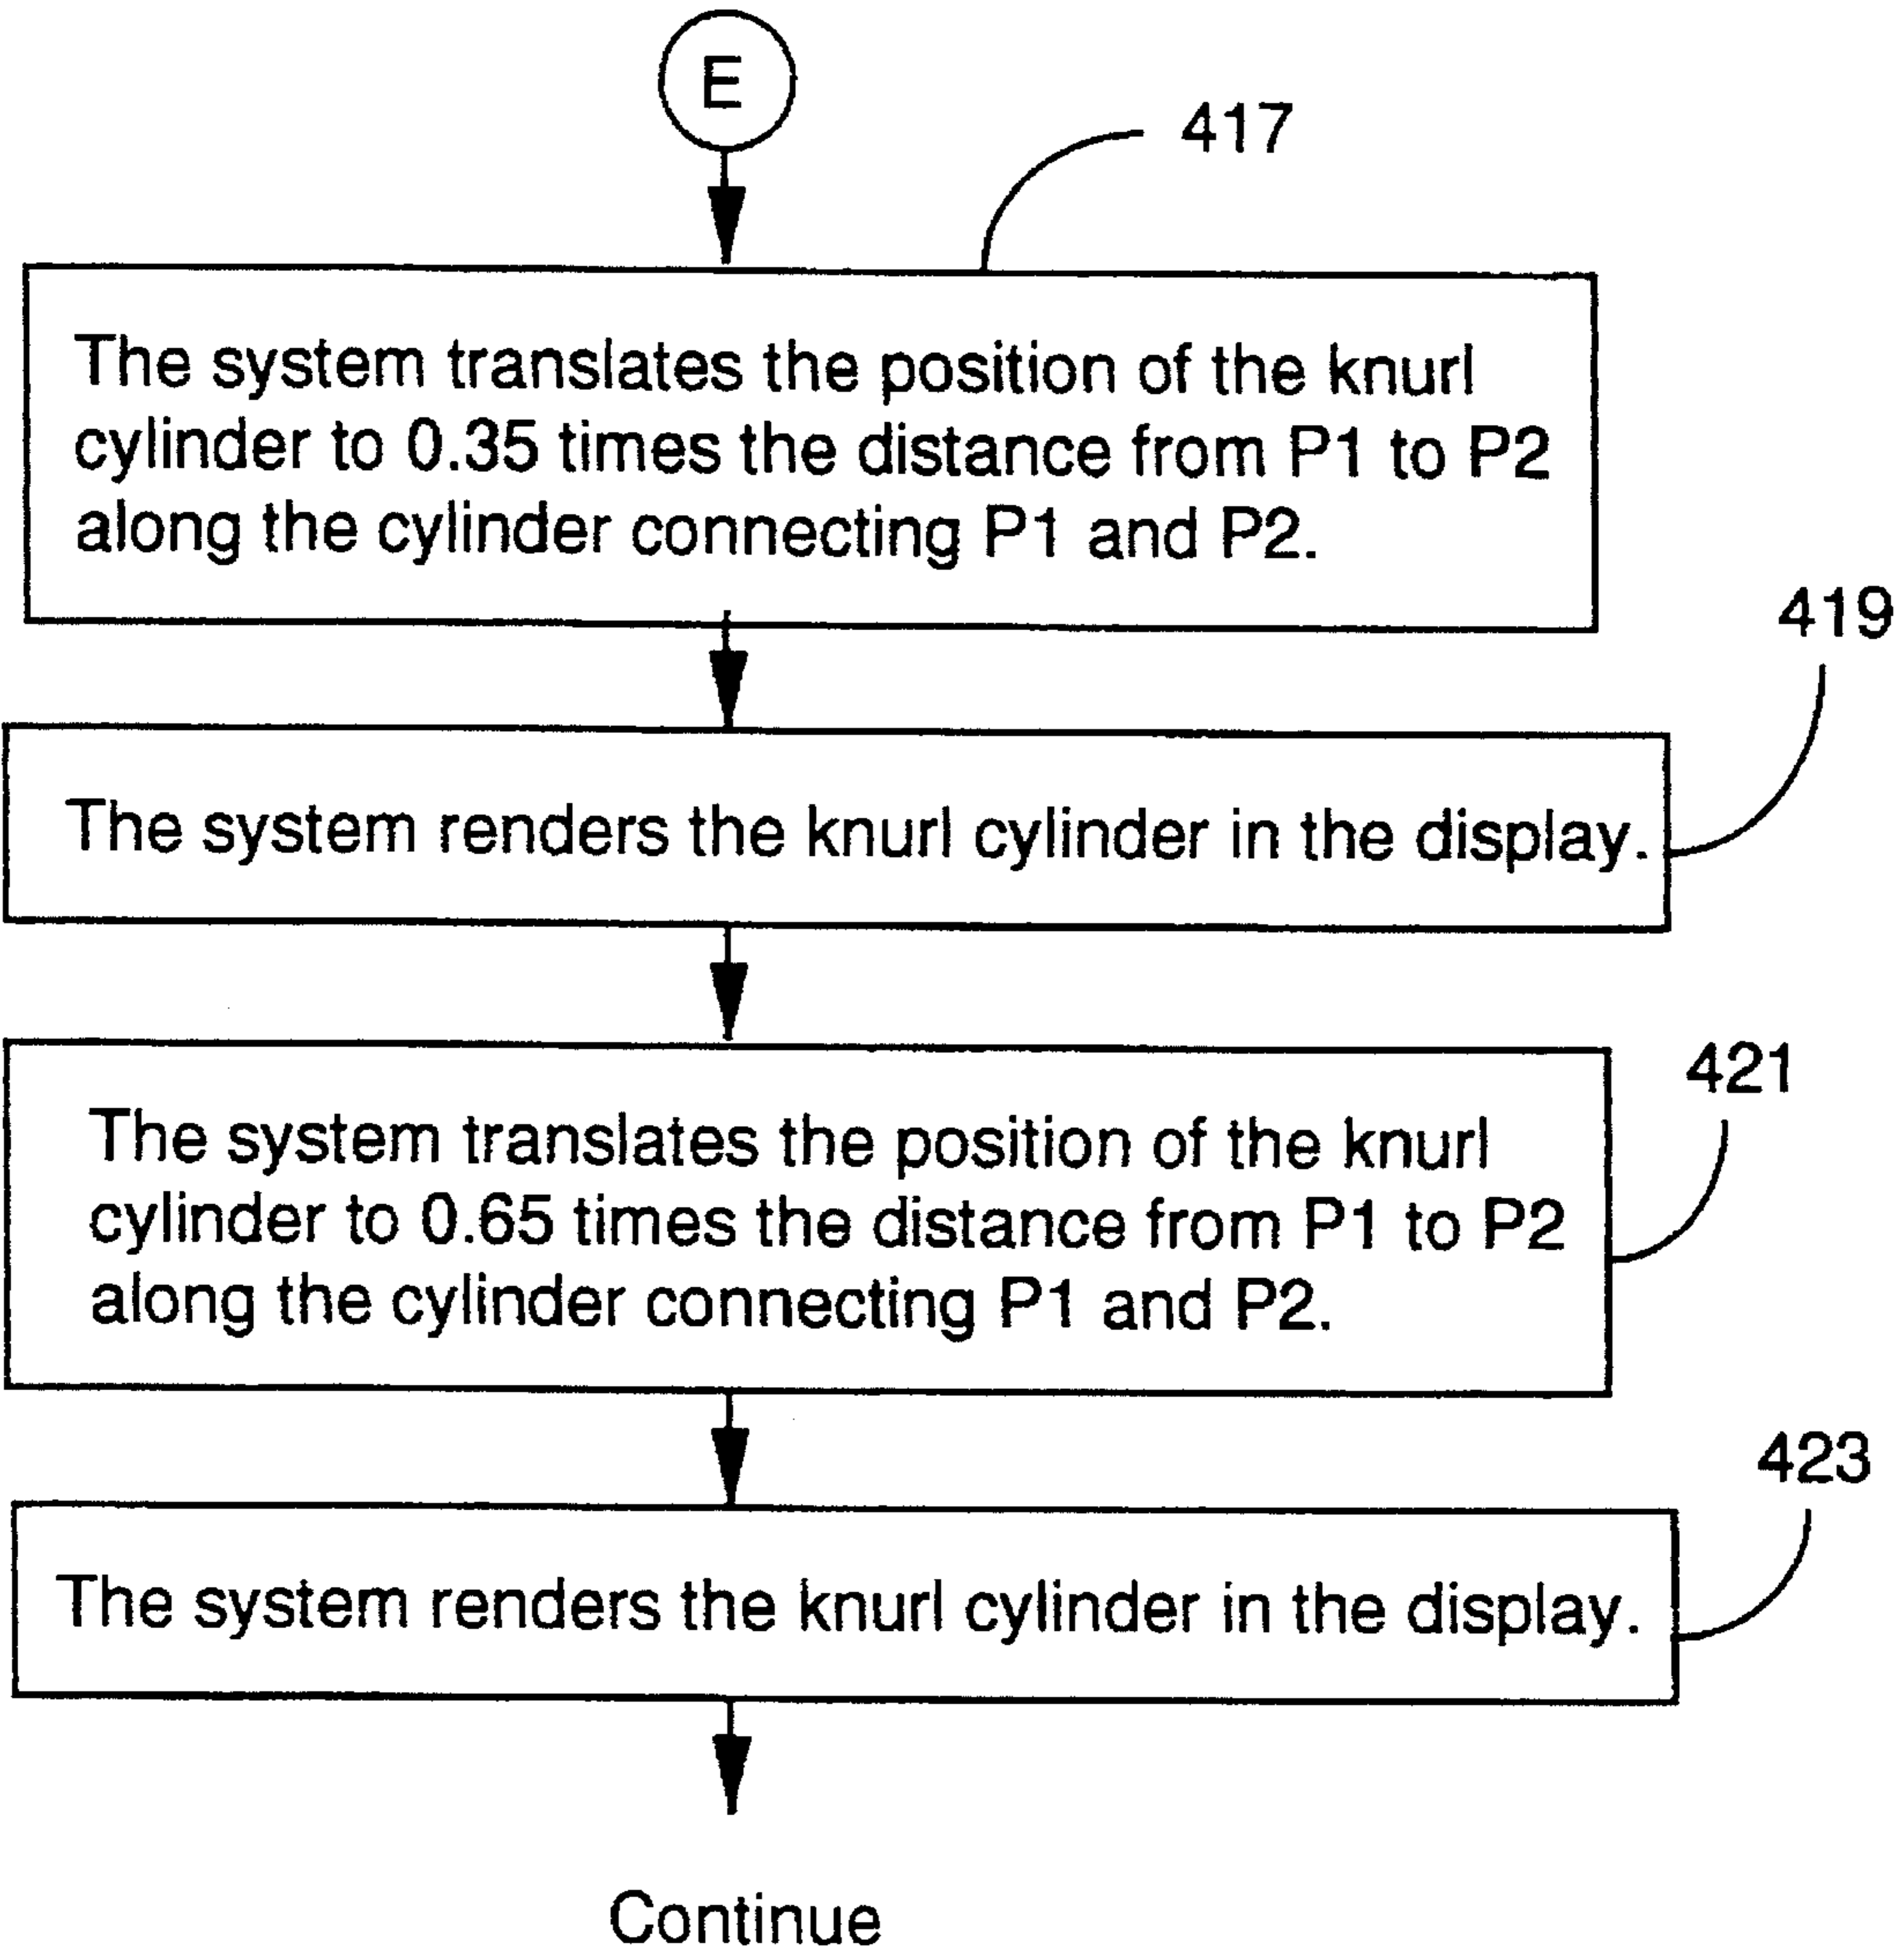 E
417
The system translates the position of the knurl
cylinder to 0.35 times the distance from P1 to P2
along the cylinder connecting P1 and P2.
419
The system renders the knurl cylinder in the display.
421
The system translates the position of the knurl
cylinder to 0.65 times the distance from P1 to P2
along the cylinder connecting P1 and P2.
423
The system renders the knurl cylinder in the display.
Continue